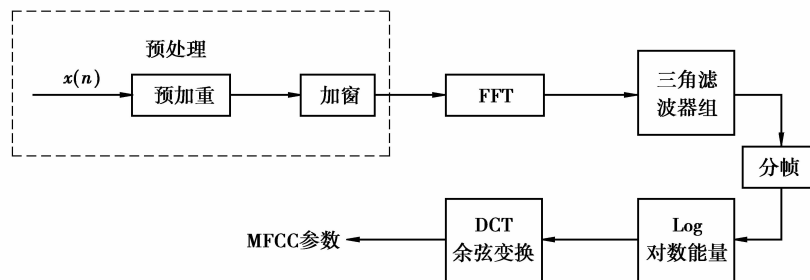 预处理
x(n)
预加重
加窗
FFT
三角滤
波器组
分帧
Log
对数能量
DCT
余弦变换
MFCC参数